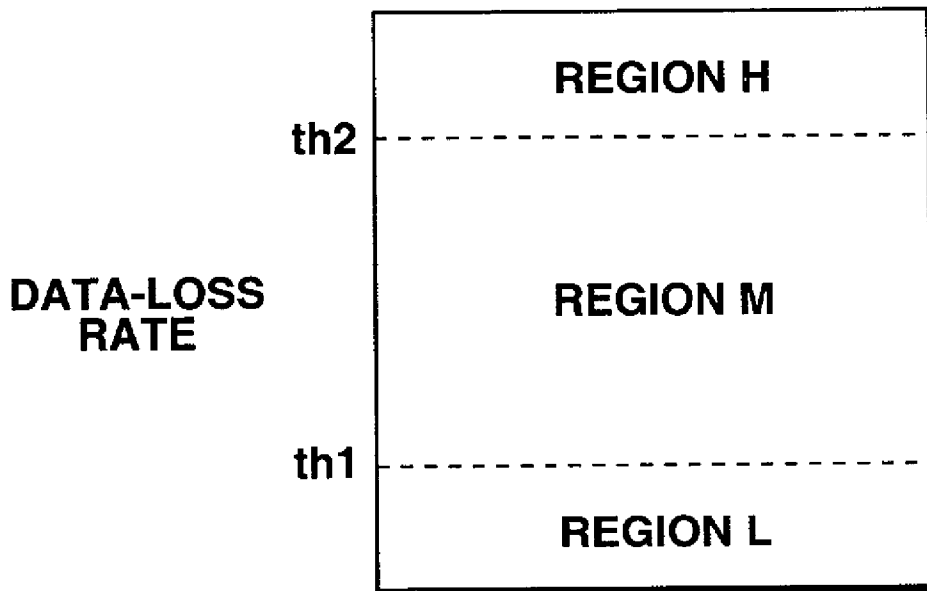 REGION H
th2
DATA-LOSS
RATE
REGION M
th1
REGION L